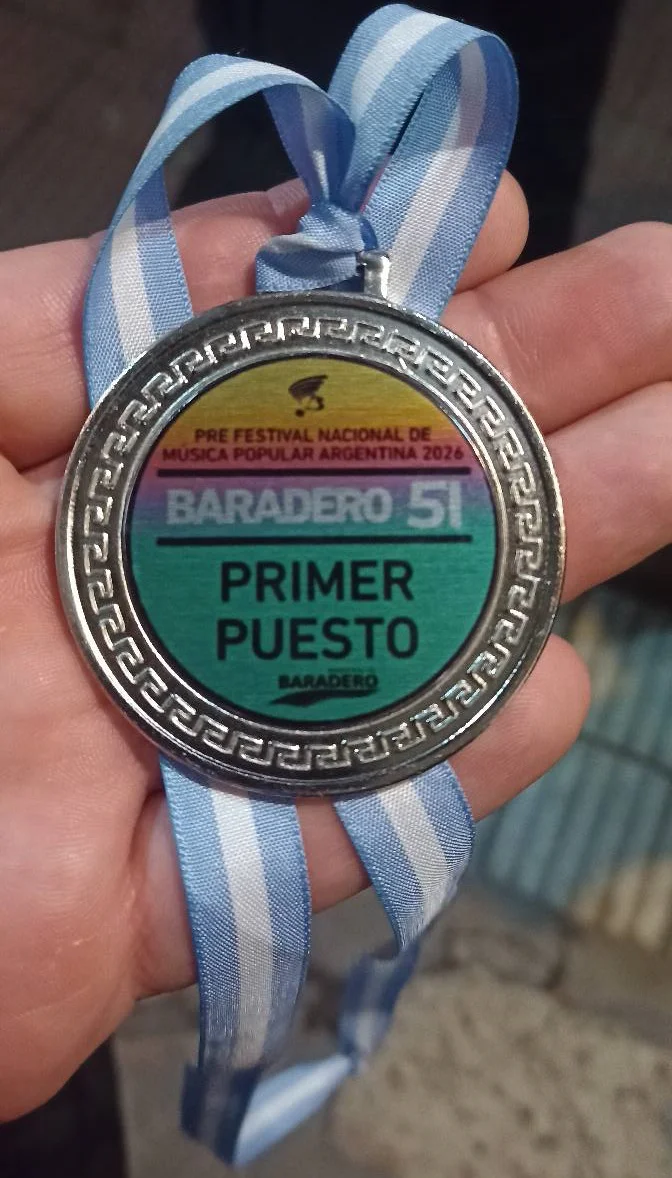 PRE FESTIVAL NACIONAL DE
MÚSICA POPULAR ARGENTINA 2026
BARADERO 51
PRIMER
PUESTO
BARADERO